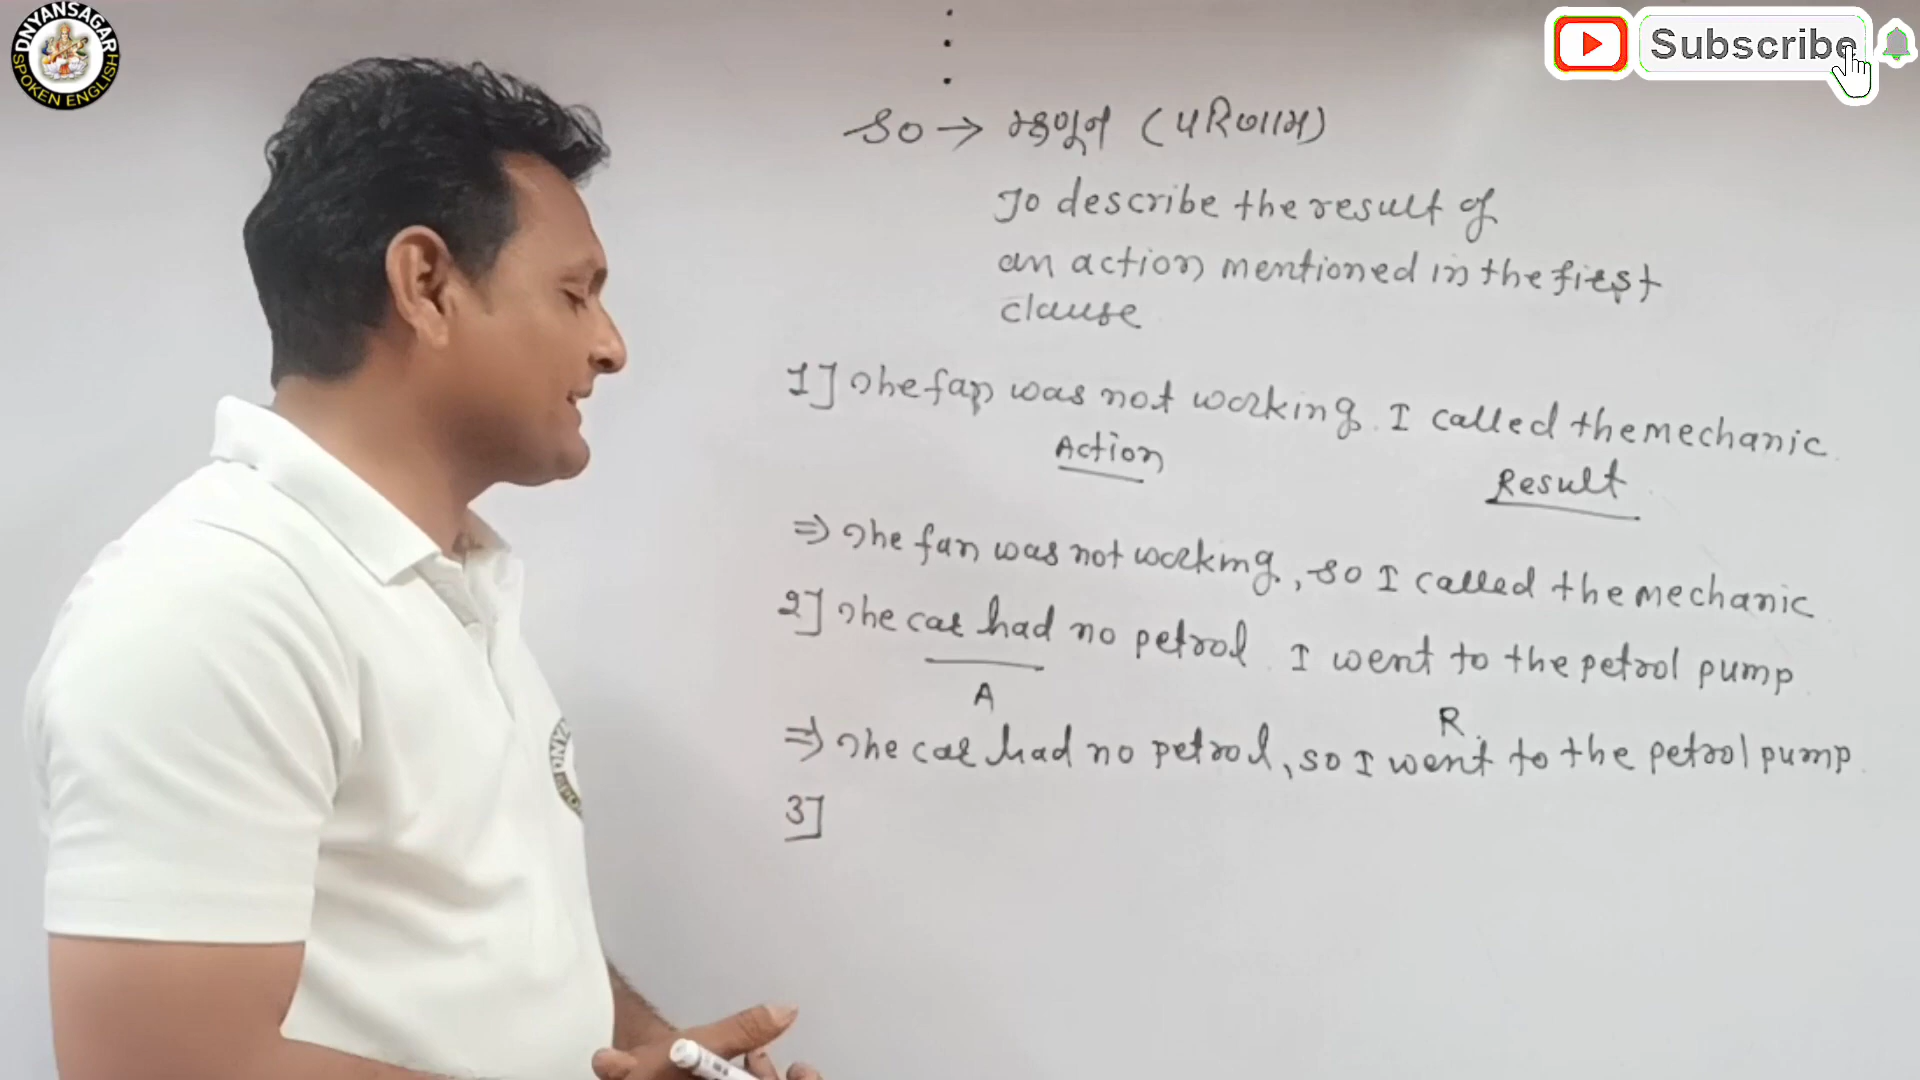 DNYANSAGAR
SPOKEN ENGLISH
Subscribe
so → म्हणून (परिणाम)
To describe the result of
an action mentioned in the first
clause
1] The fan was not working. I called the mechanic.
Action
Result
⇒ The fan was not working, so I called the mechanic
2] The car had no petrol. I went to the petrol pump.
A
R.
⇒ The car had no petrol, so I went to the petrol pump.
3]